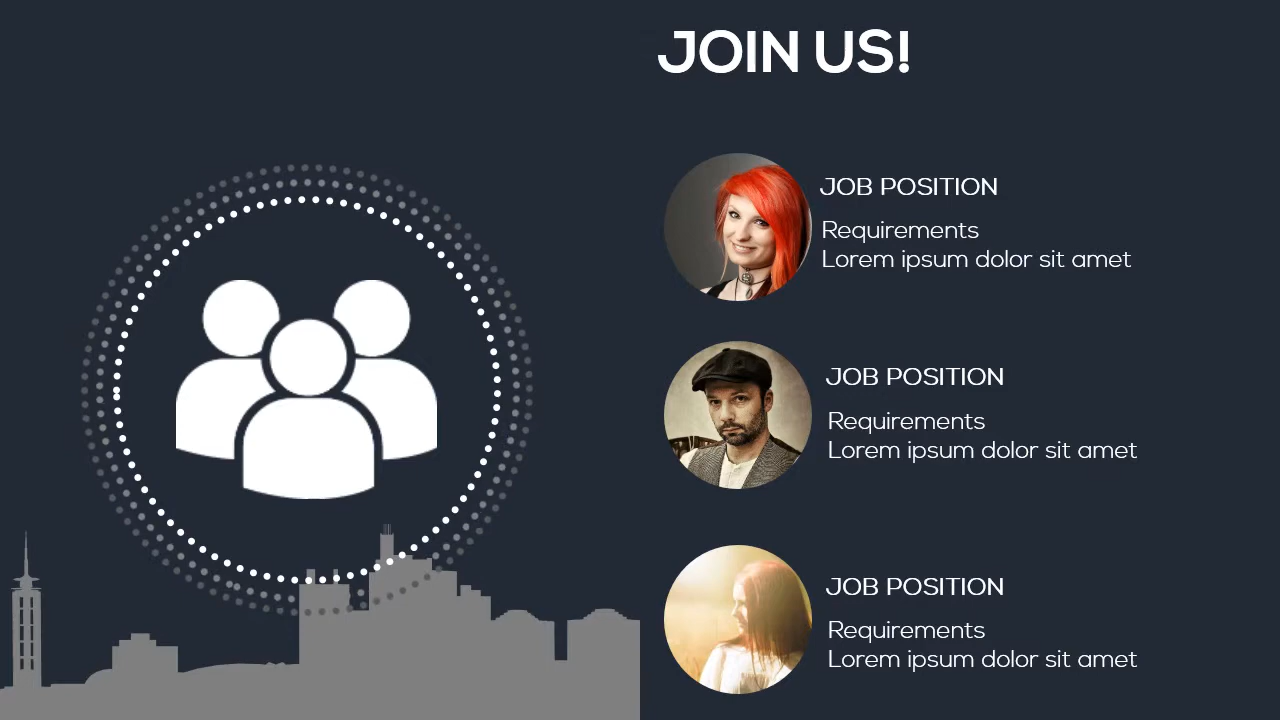 JOIN US!
JOB POSITION
Requirements
Lorem ipsum dolor sit amet
JOB POSITION
Requirements
Lorem ipsum dolor sit amet
JOB POSITION
Requirements
Lorem ipsum dolor sit amet